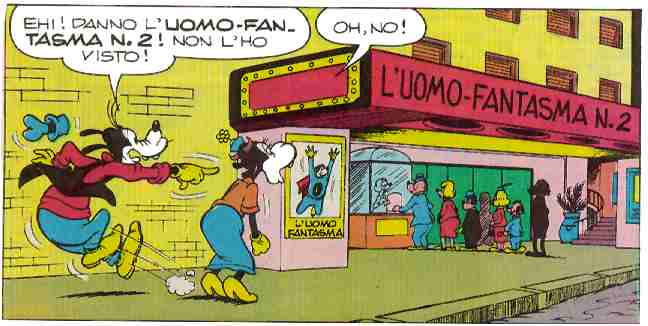 EHI! DANNO L'UOMO-FAN-
TASMA N.2! NON L'HO
VISTO!
OH, NO!
L'UOMO-FANTASMA N.2
L'UOMO
FANTASMA